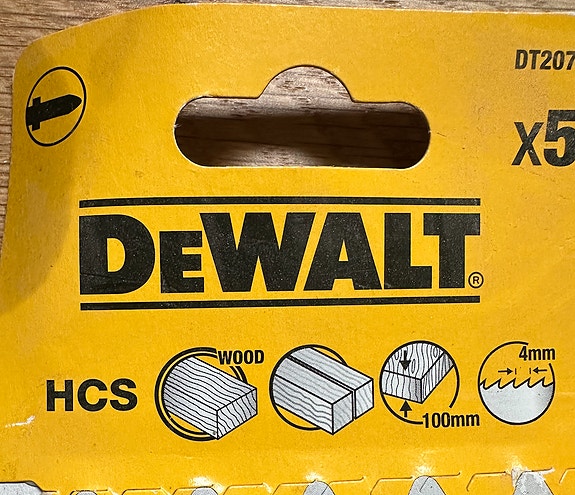 DT207
x5
DEWALT®
HCS
WOOD
100mm
4mm